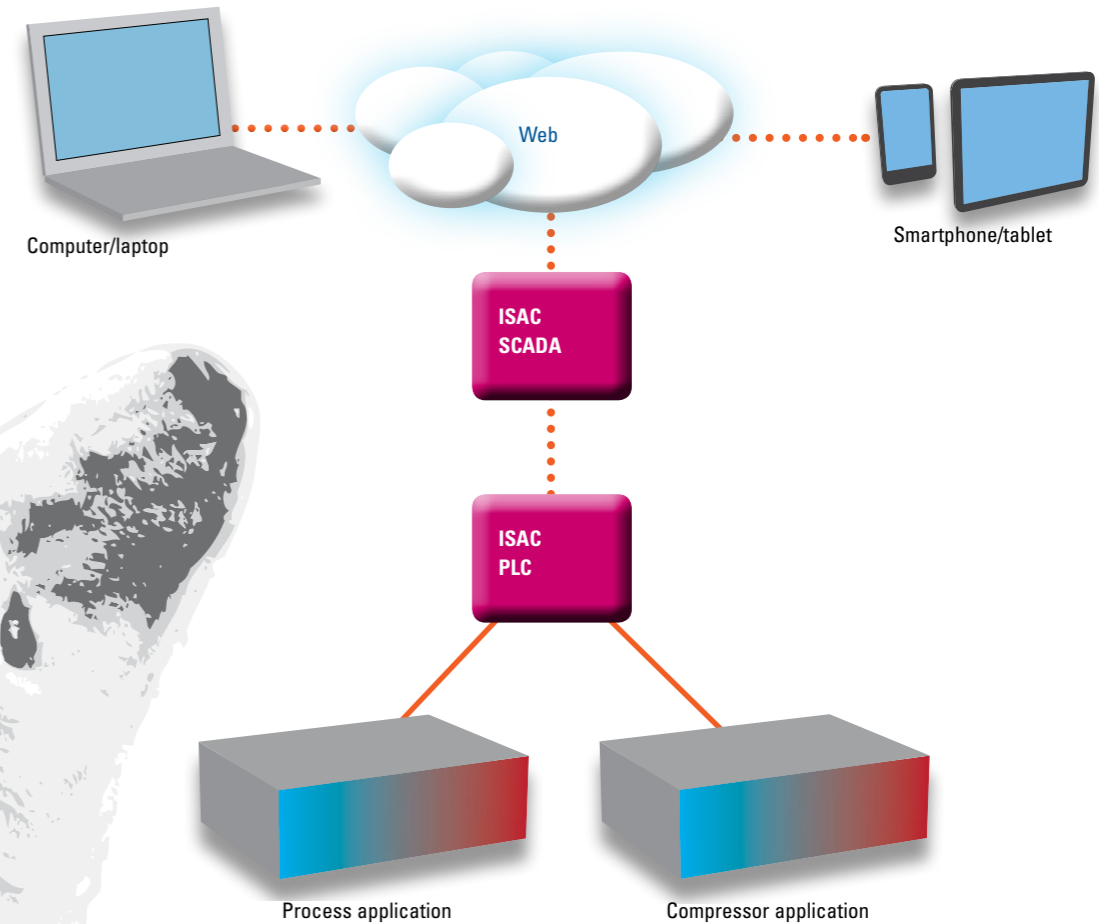 Web
Computer/laptop
Smartphone/tablet
ISAC
SCADA
ISAC
PLC
Process application
Compressor application